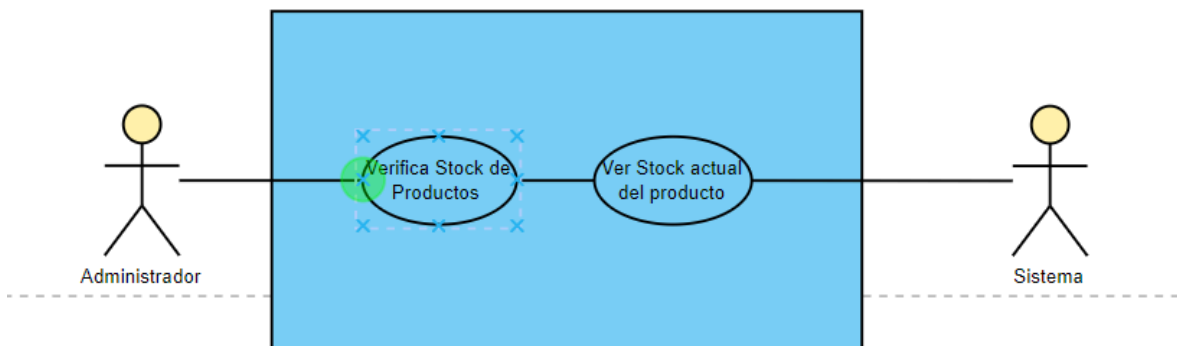 Verifica Stock de
Productos
Ver Stock actual
del producto
Administrador
Sistema